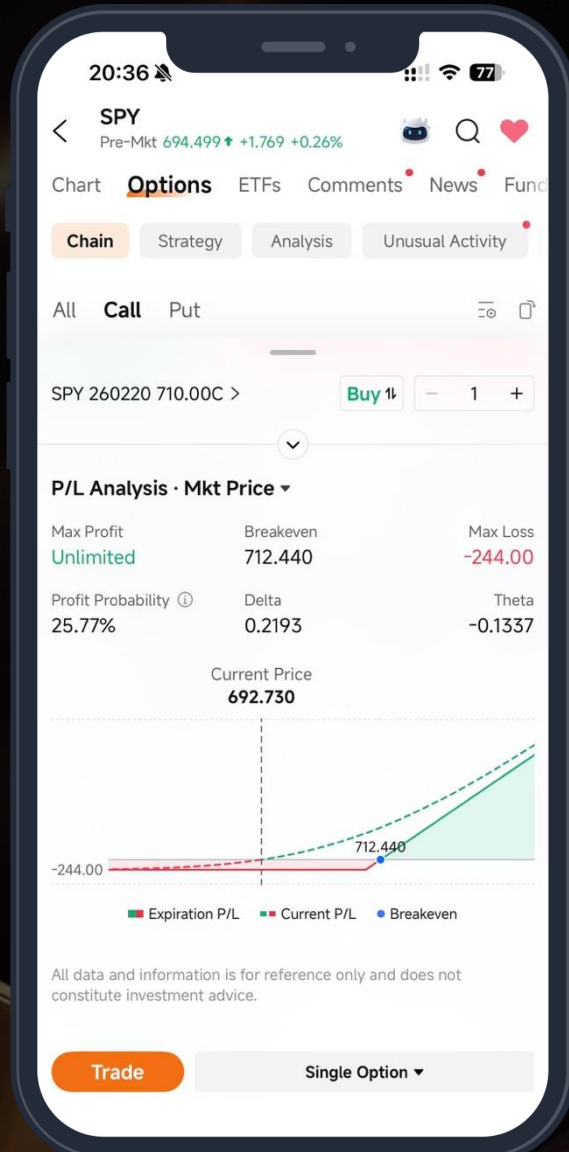 20:36
77
SPY
Pre-Mkt 694.499 +1.769 +0.26%
Chart Options ETFs Comments News Fund
Chain Strategy Analysis Unusual Activity
All Call Put
SPY 260220 710.00C >
Buy
− 1 +
P/L Analysis · Mkt Price
Max Profit Breakeven Max Loss
Unlimited 712.440 -244.00
Profit Probability Delta Theta
25.77% 0.2193 -0.1337
Current Price
692.730
712.440
-244.00
Expiration P/L Current P/L Breakeven
All data and information is for reference only and does not
constitute investment advice.
Trade Single Option